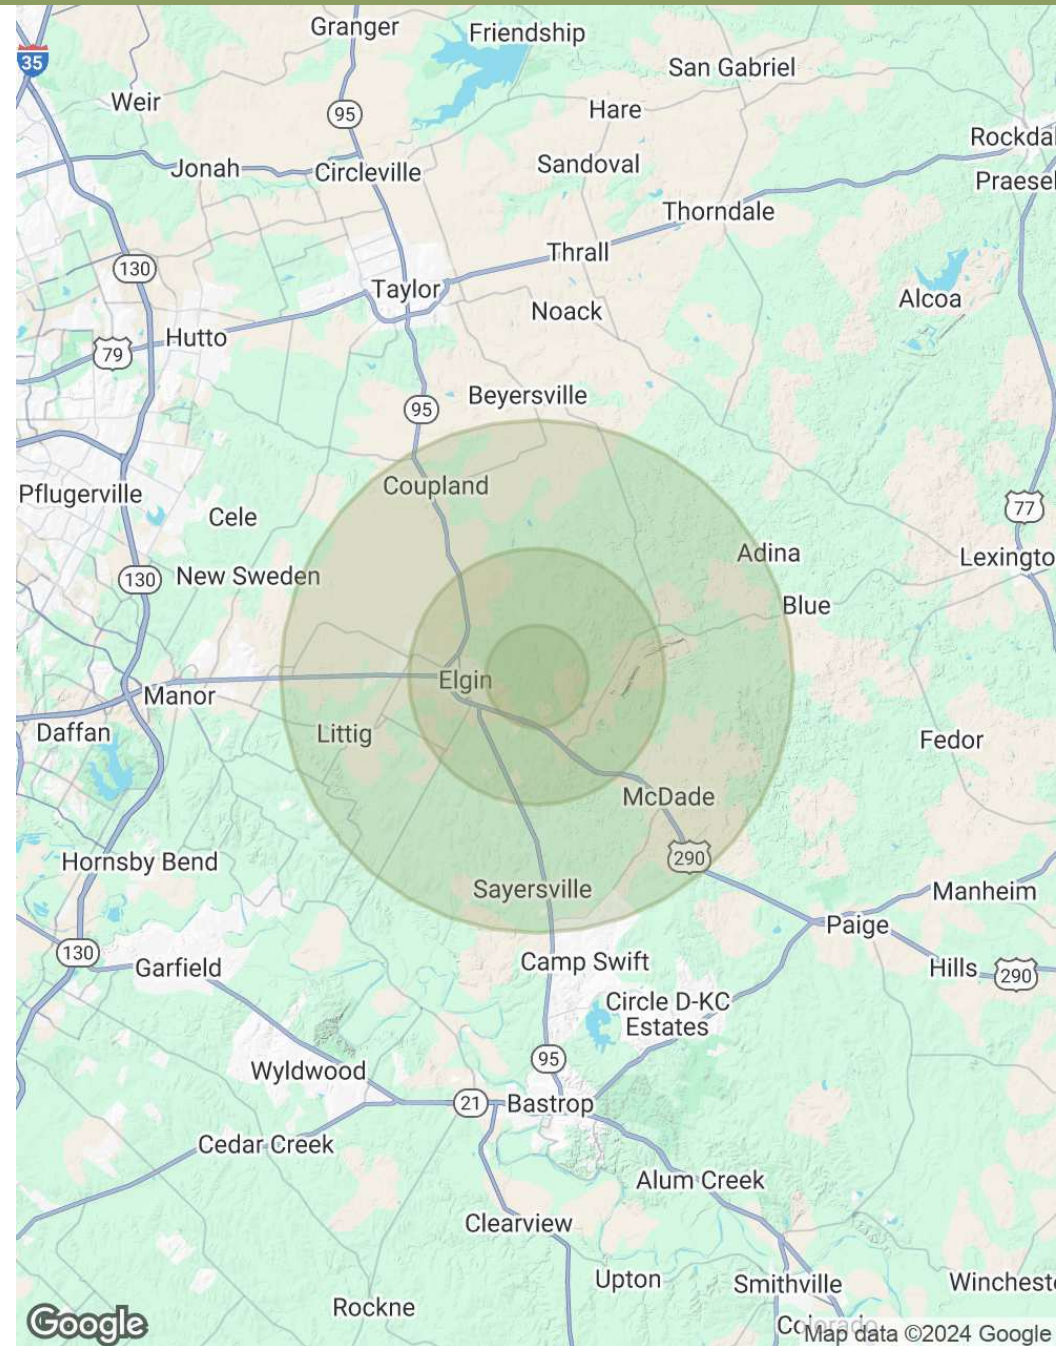 Granger
Friendship
35
San Gabriel
Weir
95
Hare
Rockdal
Jonah
Circleville
Sandoval
Praesel
Thorndale
Thrall
130
Taylor
Alcoa
Noack
Hutto
79
Beyersville
95
Coupland
Pflugerville
77
Cele
Adina
Lexingto
130
New Sweden
Blue
Elgin
Manor
Daffan
Littig
Fedor
McDade
290
Hornsby Bend
Sayersville
Manheim
Paige
130
Garfield
Camp Swift
Hills
290
Circle D-KC
Estates
95
Wyldwood
21
Bastrop
Cedar Creek
Alum Creek
Clearview
Upton
Smithville
Wincheste
Rockne
Google
Colorado
Map data ©2024 Google